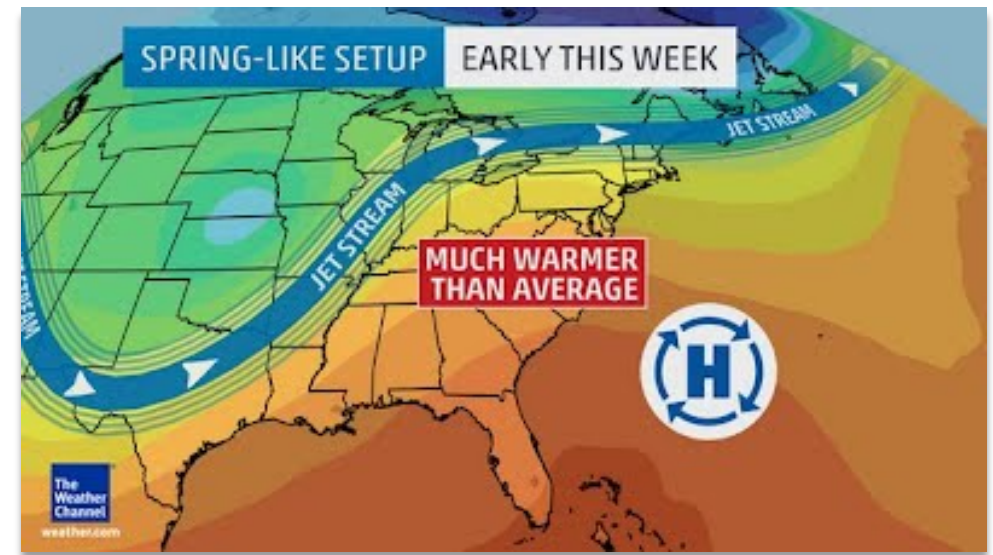 SPRING-LIKE SETUP EARLY THIS WEEK
JET STREAM
JET STREAM
STREAM
MUCH WARMER
THAN AVERAGE
H
The
Weather
Channel
weather.com